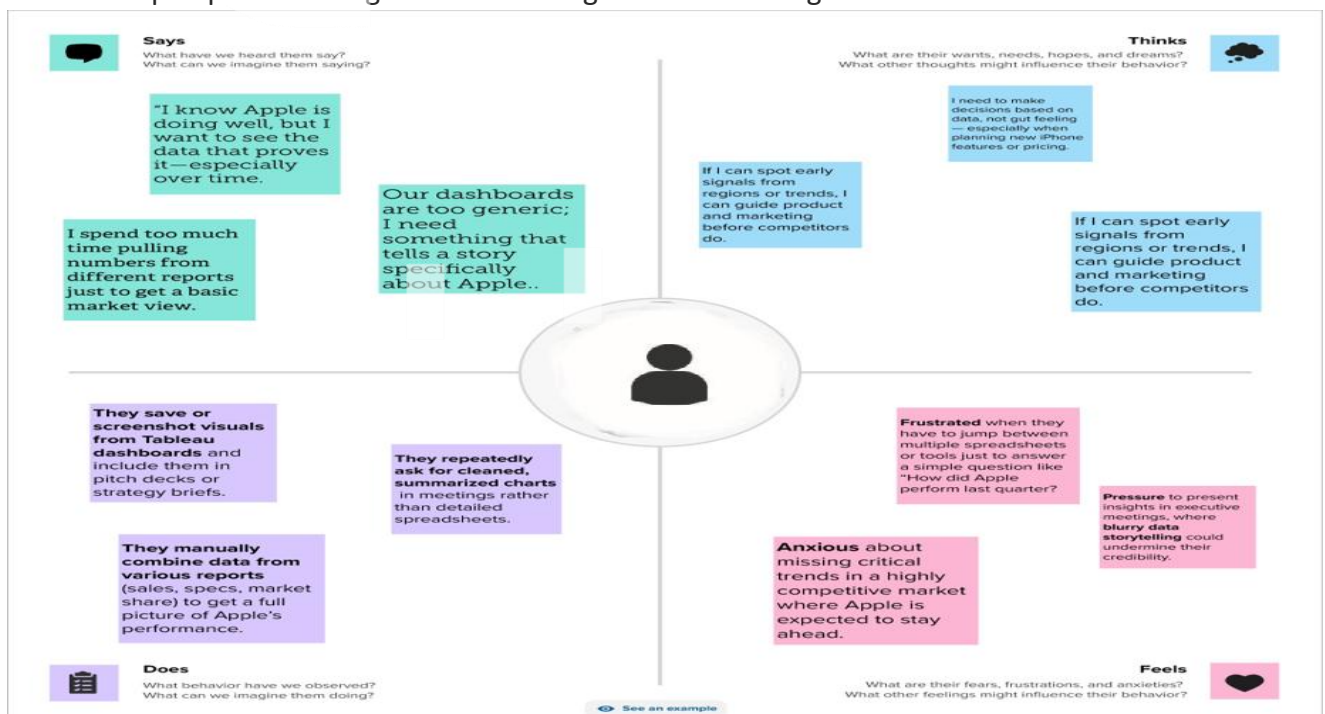 Says
What have we heard them say?
What can we imagine them saying?
"I know Apple is
doing well, but I
want to see the
data that proves
it—especially
over time.
Our dashboards
are too generic;
I need
something that
tells a story
specifically
about Apple..
I spend too much
time pulling
numbers from
different reports
just to get a basic
market view.
Thinks
What are their wants, needs, hopes, and dreams?
What other thoughts might influence their behavior?
I need to make
decisions based on
data, not gut feeling
— especially when
planning new iPhone
features or pricing.
If I can spot early
signals from
regions or trends, I
can guide product
and marketing
before competitors
do.
If I can spot early
signals from
regions or trends, I
can guide product
and marketing
before competitors
do.
They save or
screenshot visuals
from Tableau
dashboards and
include them in
pitch decks or
strategy briefs.
They repeatedly
ask for cleaned,
summarized charts
in meetings rather
than detailed
spreadsheets.
They manually
combine data from
various reports
(sales, specs, market
share) to get a full
picture of Apple's
performance.
Does
What behavior have we observed?
What can we imagine them doing?
Frustrated when they
have to jump between
multiple spreadsheets
or tools just to answer
a simple question like
"How did Apple
perform last quarter?
Pressure to present
insights in executive
meetings, where
blurry data
storytelling could
undermine their
credibility.
Anxious about
missing critical
trends in a highly
competitive market
where Apple is
expected to stay
ahead.
Feels
What are their fears, frustrations, and anxieties?
What other feelings might influence their behavior?
See an example